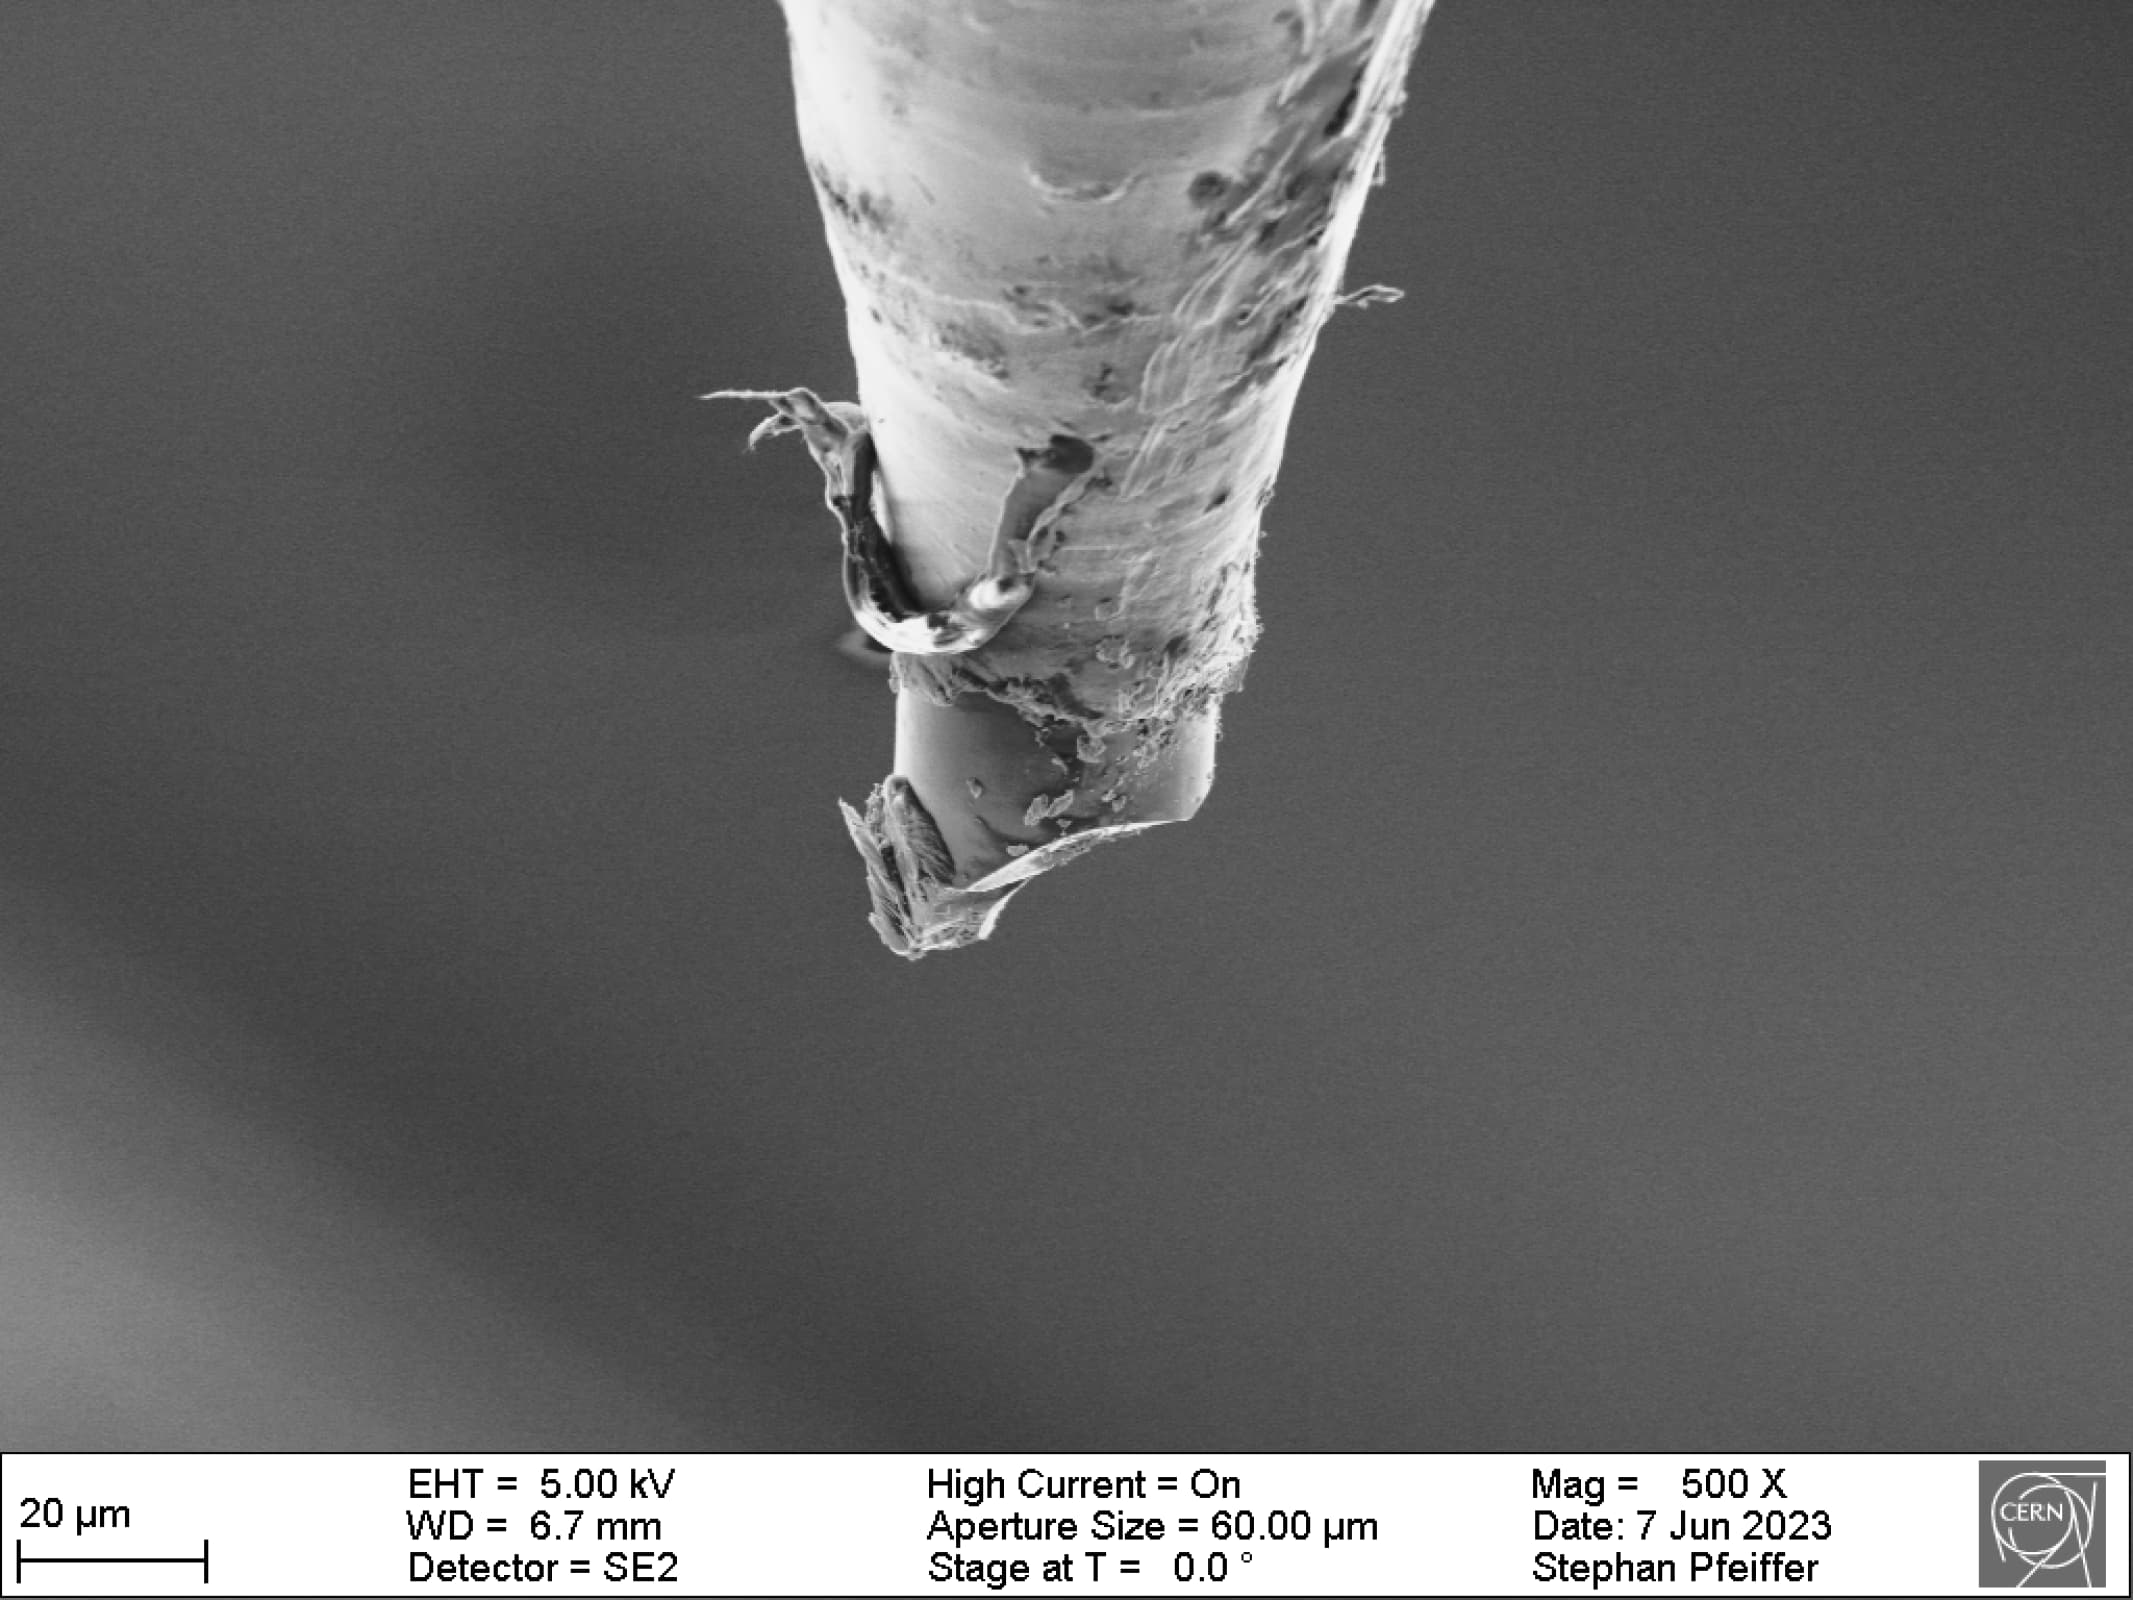 20 µm
EHT = 5.00 kV
WD = 6.7 mm
Detector = SE2
High Current = On
Aperture Size = 60.00 µm
Stage at T = 0.0 °
Mag = 500 X
Date: 7 Jun 2023
Stephan Pfeiffer
CERN